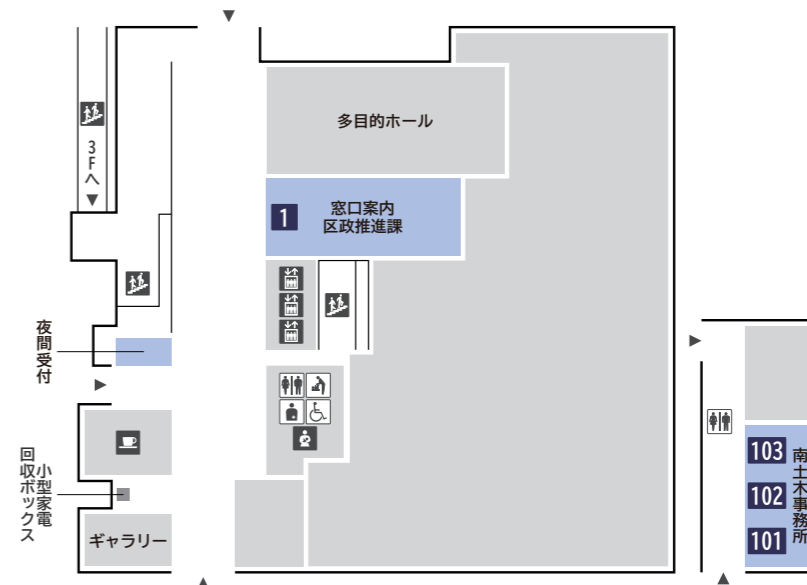 3Fへ
多目的ホール
1
窓口案内
区政推進課
夜間受付
小型家電
回収ボックス
ギャラリー
103
102
101
南土木事務所